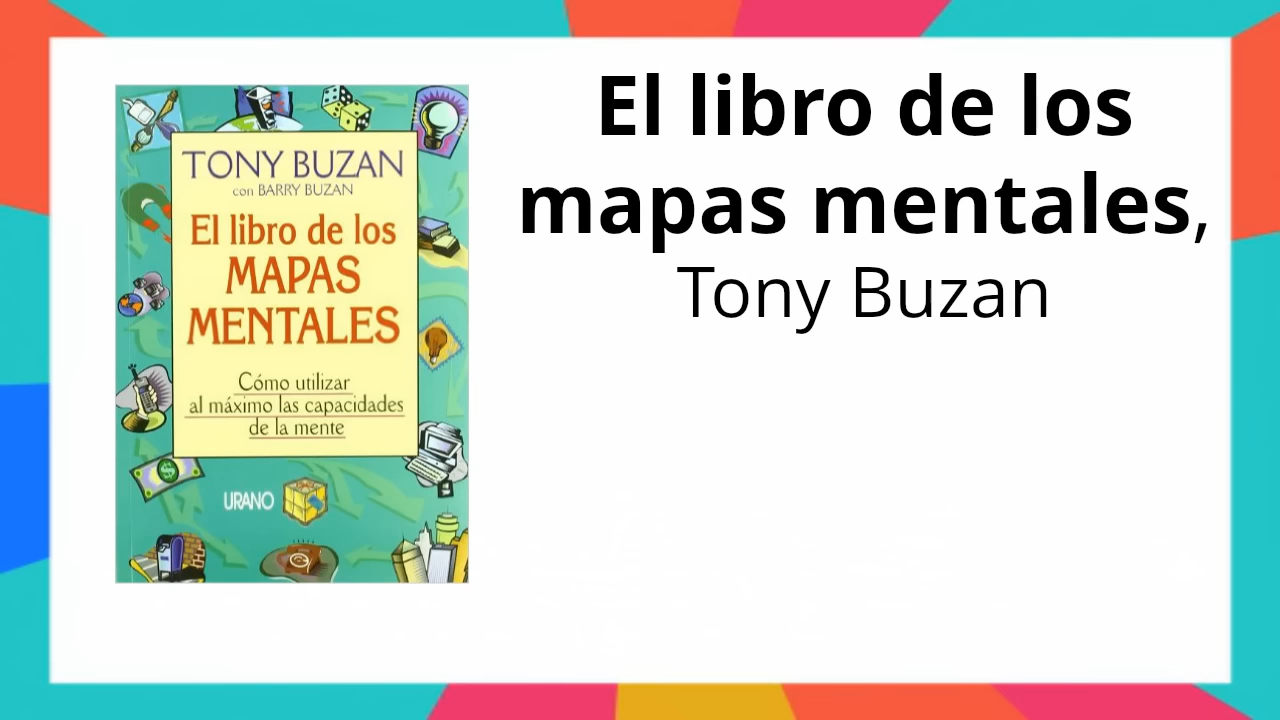 TONY BUZAN
con BARRY BUZAN
El libro de los
MAPAS
MENTALES
Cómo utilizar
al máximo las capacidades
de la mente
URANO
El libro de los
mapas mentales,
Tony Buzan